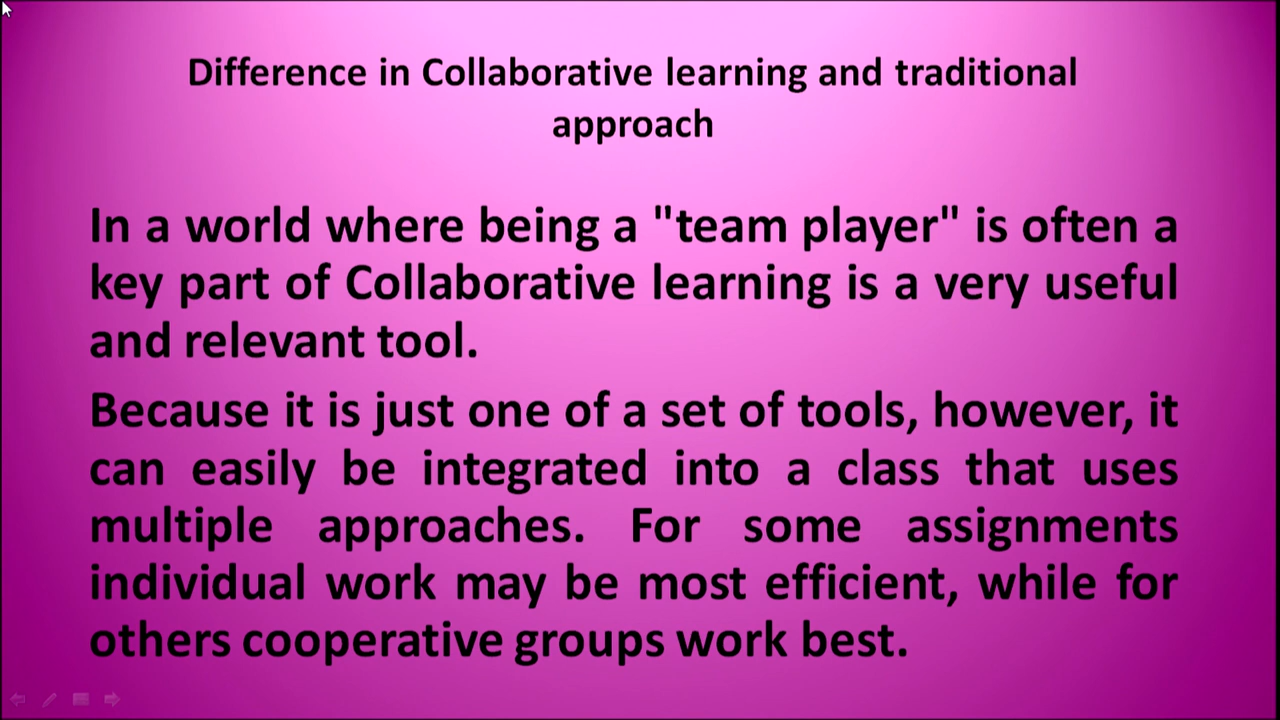 Difference in Collaborative learning and traditional
approach
In a world where being a "team player" is often a
key part of Collaborative learning is a very useful
and relevant tool.
Because it is just one of a set of tools, however, it
can easily be integrated into a class that uses
multiple approaches. For some assignments
individual work may be most efficient, while for
others cooperative groups work best.